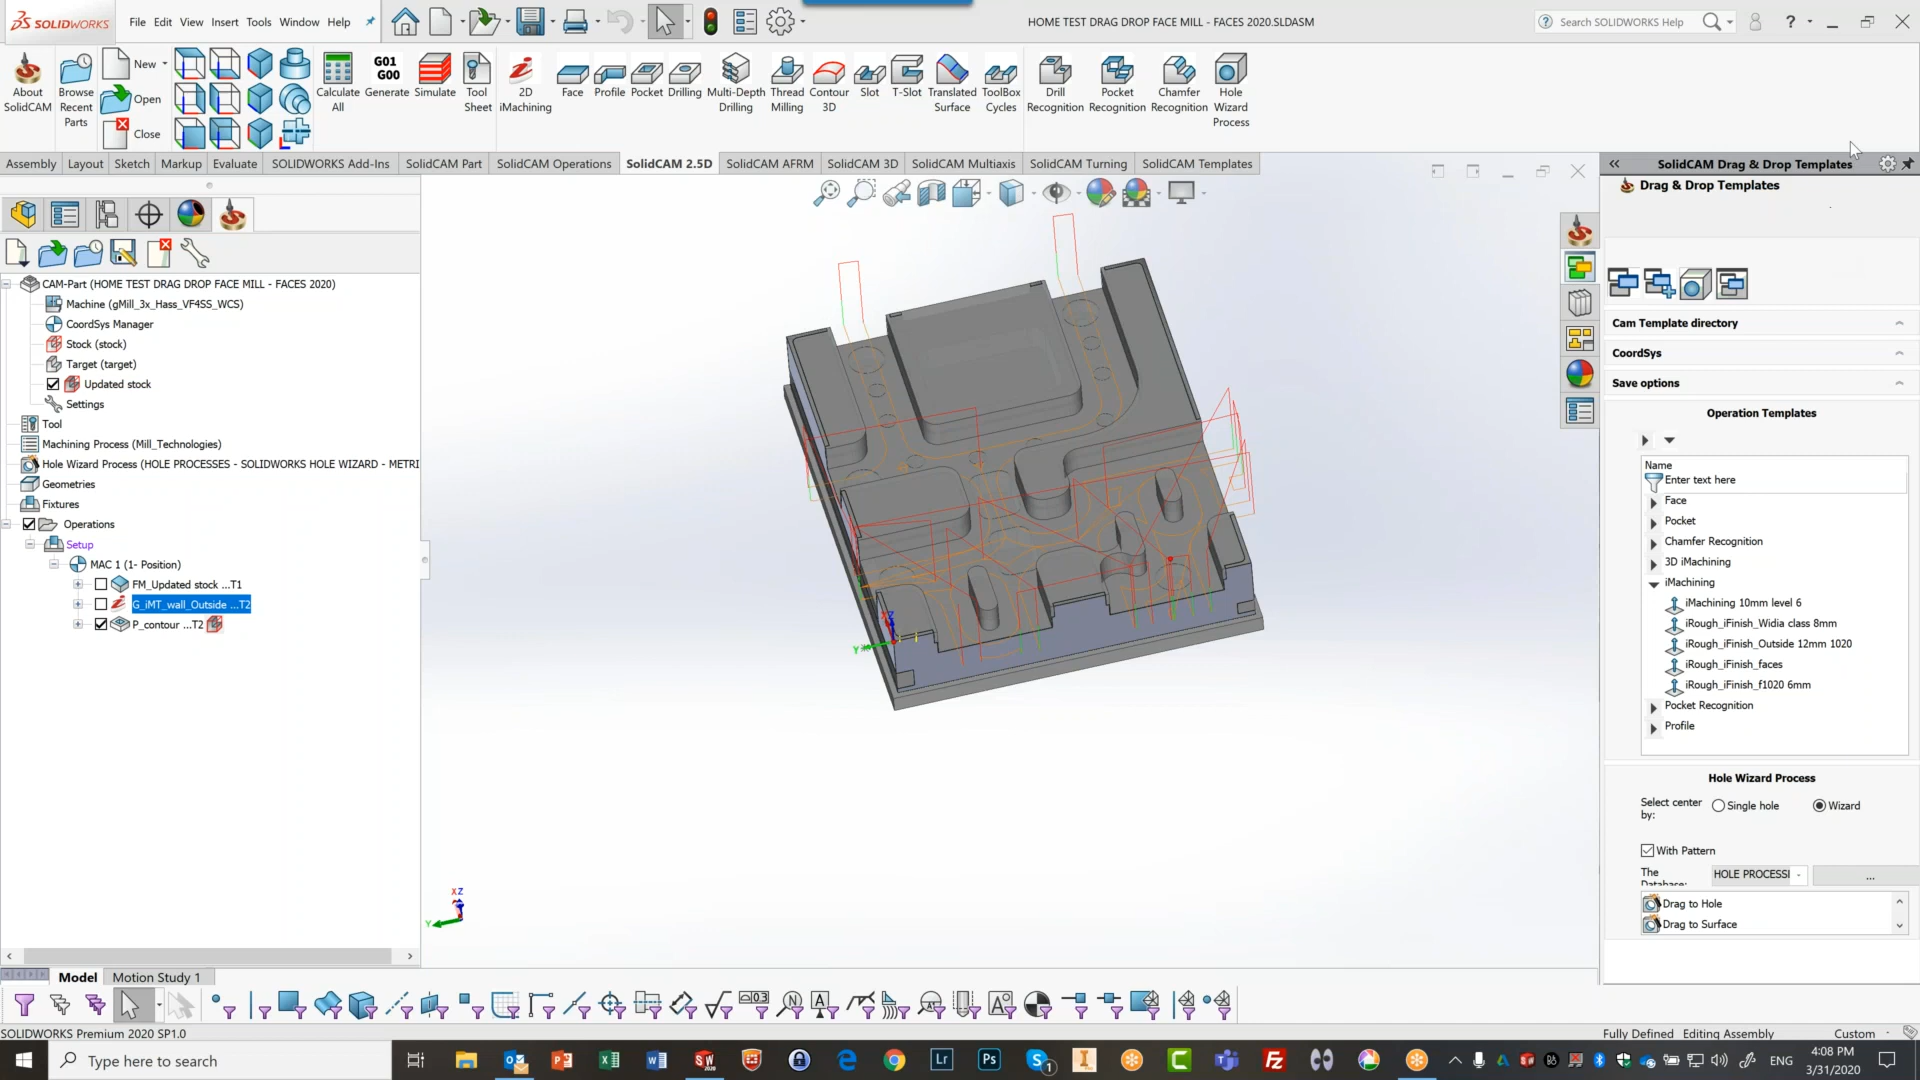 SOLIDWORKS File Edit View Insert Tools Window Help
HOME TEST DRAG DROP FACE MILL - FACES 2020.SLDASM
Search SOLIDWORKS Help
About SolidCAM
Browse Recent Parts
New
Open
Close
Calculate All
G01 G00
Generate
Simulate
Tool Sheet
2D iMachining
Face
Profile
Pocket
Drilling
Multi-Depth Drilling
Thread Milling
Contour 3D
Slot
T-Slot
Translated Surface
ToolBox Cycles
Drill Recognition
Pocket Recognition
Chamfer Recognition
Hole Wizard Process
Assembly Layout Sketch Markup Evaluate SOLIDWORKS Add-Ins SolidCAM Part SolidCAM Operations SolidCAM 2.5D SolidCAM AFRM SolidCAM 3D SolidCAM Multiaxis SolidCAM Turning SolidCAM Templates
CAM-Part (HOME TEST DRAG DROP FACE MILL - FACES 2020)
Machine (gMill_3x_Hass_VF4SS_WCS)
CoordSys Manager
Stock (stock)
Target (target)
Updated stock
Settings
Tool
Machining Process (Mill_Technologies)
Hole Wizard Process (HOLE PROCESSES - SOLIDWORKS HOLE WIZARD - METRI
Geometries
Fixtures
Operations
Setup
MAC 1 (1- Position)
FM_Updated stock ...T1
G_iMT_wall_Outside ...T2
P_contour ...T2
Y
XZ
Y
SolidCAM Drag & Drop Templates
Drag & Drop Templates
Cam Template directory
CoordSys
Save options
Operation Templates
Name
Enter text here
Face
Pocket
Chamfer Recognition
3D iMachining
iMachining
iMachining 10mm level 6
iRough_iFinish_Widia class 8mm
iRough_iFinish_Outside 12mm 1020
iRough_iFinish_faces
iRough_iFinish_f1020 6mm
Pocket Recognition
Profile
Hole Wizard Process
Select center by:
Single hole
Wizard
With Pattern
The Database:
HOLE PROCESSI
...
Drag to Hole
Drag to Surface
Model Motion Study 1
SOLIDWORKS Premium 2020 SP1.0
Fully Defined Editing Assembly Custom
Type here to search
ENG
4:08 PM
3/31/2020